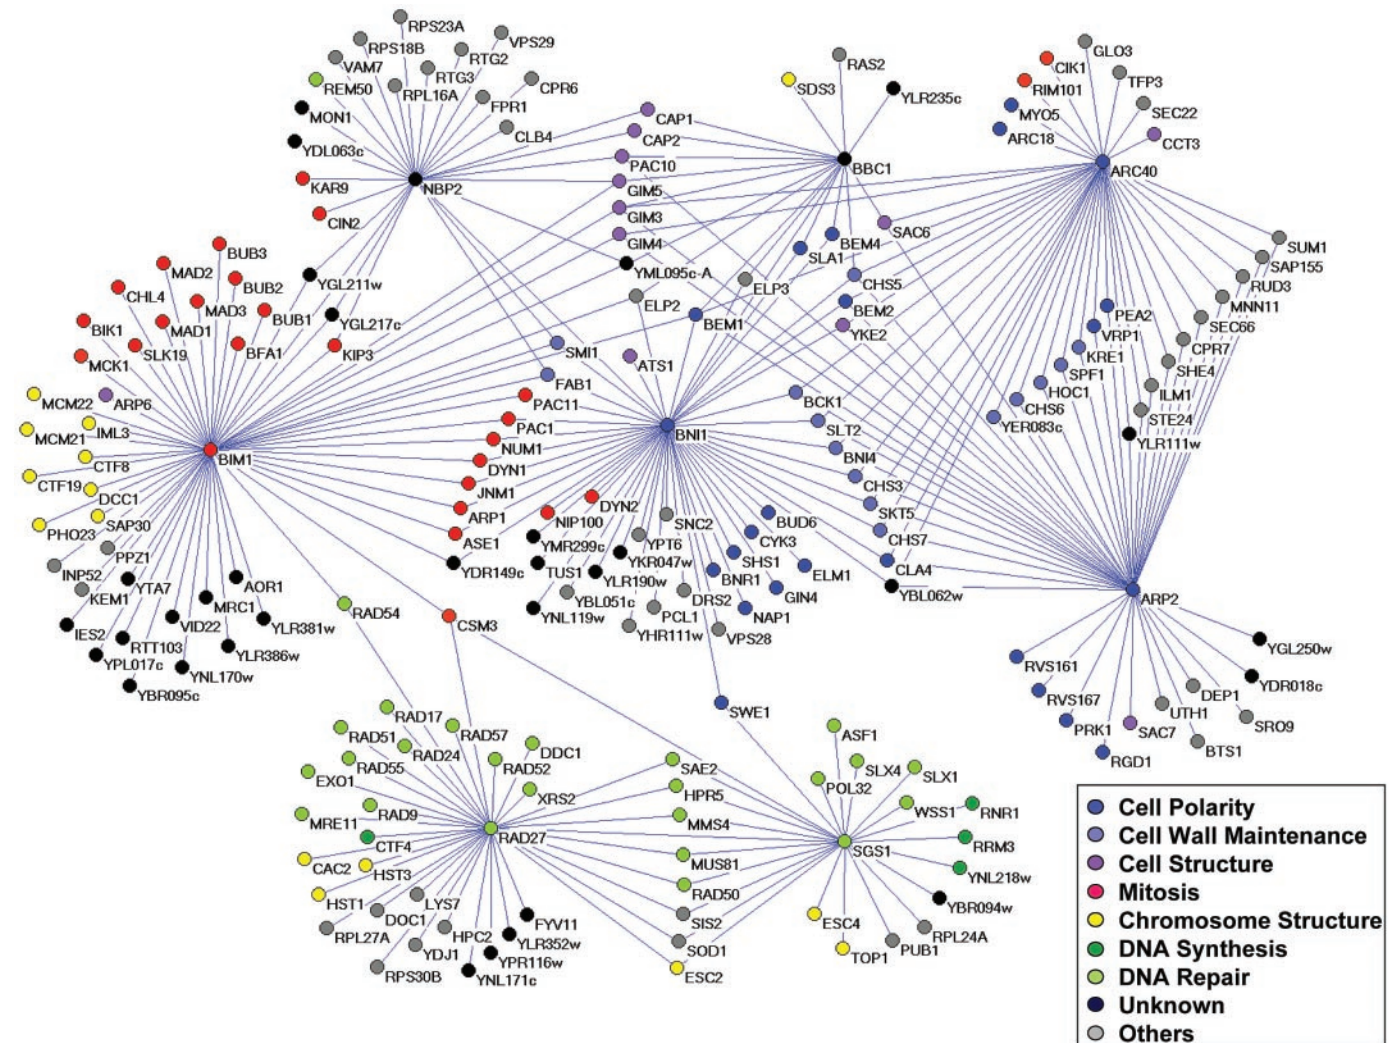 RPS23A
RPS18B
VPS29
VAM7
RTG2
RTG3
REM50
RPL16A
CPR6
FPR1
MON1
CLB4
YDL063c
KAR9
NBP2
CIN2
CAP1
CAP2
PAC10
GIM5
GIM3
GIM4
YML095c-A
RAS2
SDS3
YLR235c
BBC1
GLO3
CIK1
TFP3
RIM101
MYO5
SEC22
ARC18
CCT3
ARC40
SAC6
BEM4
SLA1
CHS5
ELP3
ELP2
BEM2
BEM1
YKE2
SUM1
SAP155
RUD3
MNN11
SEC66
CPR7
SHE4
ILM1
STE24
YLR111w
PEA2
VRP1
KRE1
SPF1
HOC1
CHS6
YER083c
BUB3
MAD2
BUB2
YGL211w
CHL4
MAD3
BUB1
YGL217c
BIK1
MAD1
SLK19
BFA1
KIP3
MCK1
SMI1
ATS1
FAB1
MCM22
ARP6
PAC11
BCK1
IML3
PAC1
SLT2
MCM21
BNI1
NUM1
BNI4
BIM1
CTF8
DYN1
CHS3
CTF19
JNM1
DCC1
SKT5
SAP30
ARP1
DYN2
NIP100
SNC2
BUD6
CHS7
PHO23
ASE1
YMR299c
YPT6
CYK3
PPZ1
YKR047w
SHS1
CLA4
INP52
YDR149c
TUS1
YLR190w
BNR1
ELM1
KEM1
YTA7
AOR1
YBL051c
DRS2
GIN4
YBL062w
ARP2
MRC1
YNL119w
PCL1
NAP1
IES2
VID22
YLR381w
RAD54
CSM3
YHR111w
VPS28
RTT103
YPL017c
YLR386w
YNL170w
YBR095c
YGL250w
RVS161
YDR018c
RVS167
DEP1
UTH1
SRO9
PRK1
SAC7
BTS1
RGD1
SWE1
RAD17
RAD51
RAD57
RAD24
DDC1
RAD55
RAD52
EXO1
XRS2
RAD9
MRE11
CTF4
RAD27
CAC2
HST3
HST1
LYS7
DOC1
FYV11
RPL27A
HPC2
YDJ1
YLR352w
YPR116w
RPS30B
YNL171c
SAE2
HPR5
MMS4
MUS81
RAD50
SIS2
SOD1
ESC2
ASF1
SLX4
SLX1
POL32
WSS1
RNR1
RRM3
SGS1
YNL218w
YBR094w
ESC4
RPL24A
PUB1
TOP1
Cell Polarity
Cell Wall Maintenance
Cell Structure
Mitosis
Chromosome Structure
DNA Synthesis
DNA Repair
Unknown
Others